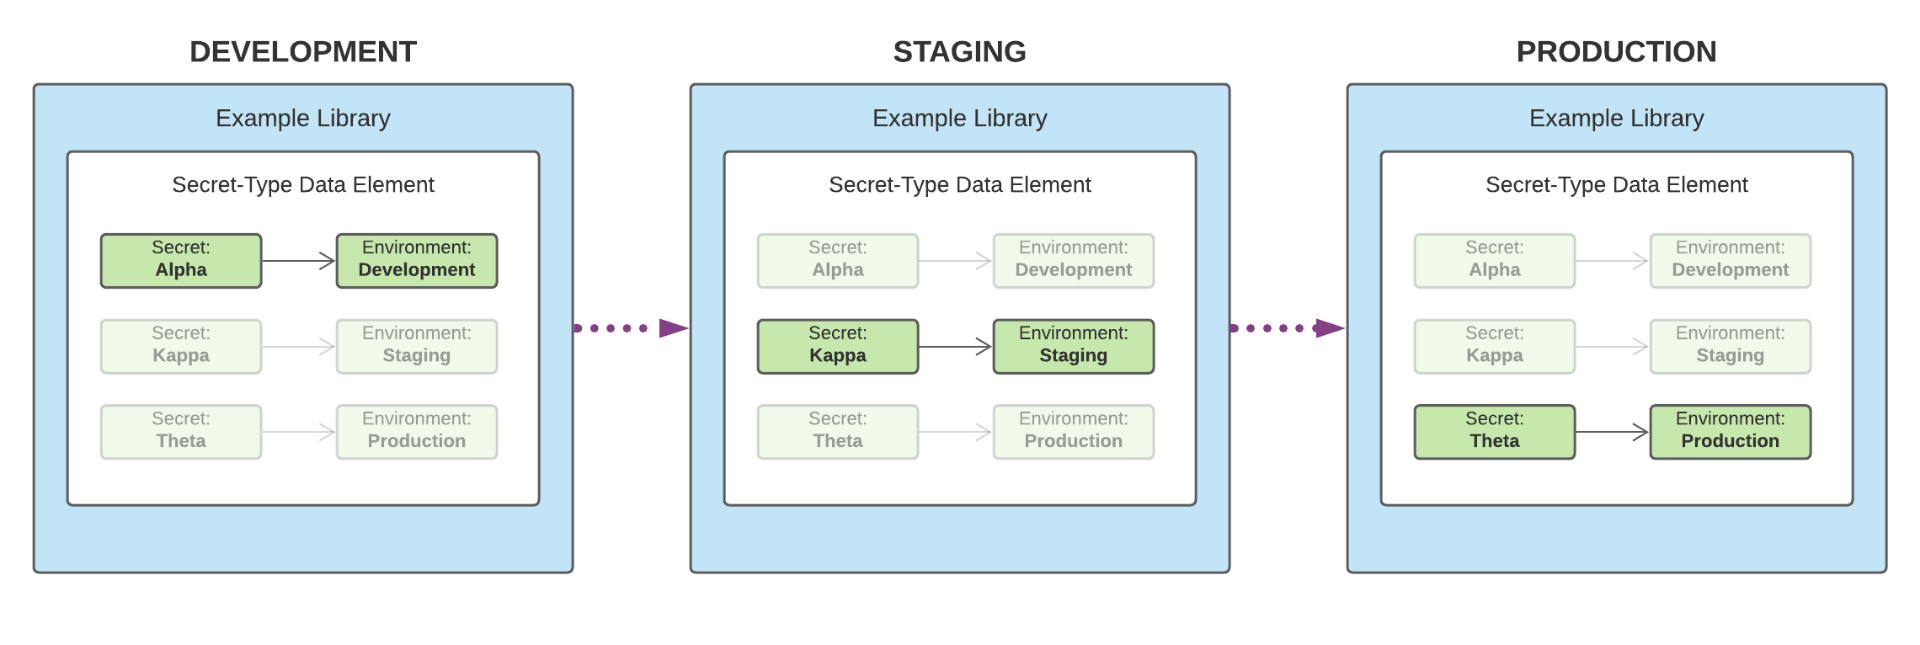 DEVELOPMENT
Example Library
Secret-Type Data Element
Secret:
Alpha
Environment:
Development
Secret:
Kappa
Environment:
Staging
Secret:
Theta
Environment:
Production
STAGING
Example Library
Secret-Type Data Element
Secret:
Alpha
Environment:
Development
Secret:
Kappa
Environment:
Staging
Secret:
Theta
Environment:
Production
PRODUCTION
Example Library
Secret-Type Data Element
Secret:
Alpha
Environment:
Development
Secret:
Kappa
Environment:
Staging
Secret:
Theta
Environment:
Production